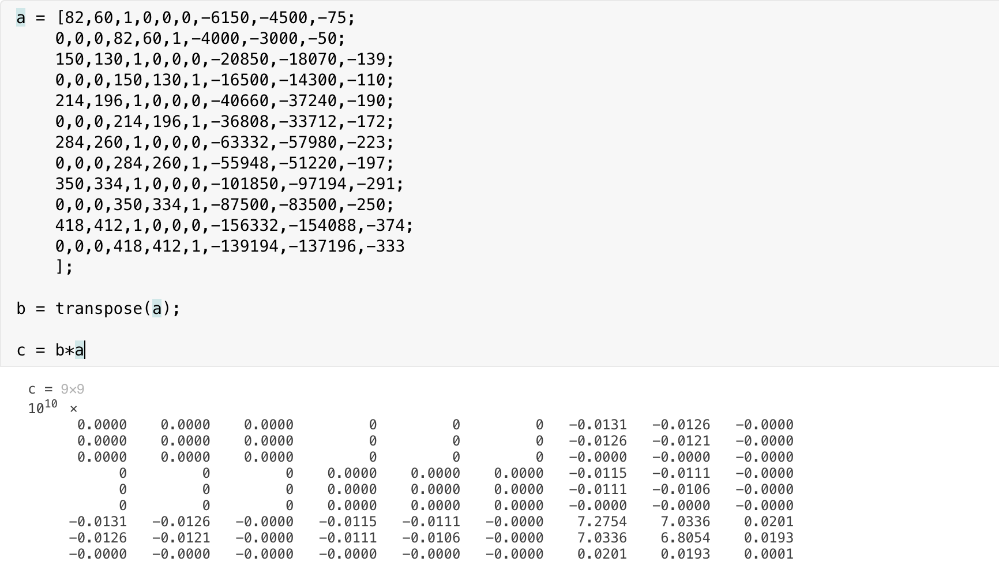 a = [82,60,1,0,0,0,−6150,−4500,−75;
0,0,0,82,60,1,−4000,−3000,−50;
150,130,1,0,0,0,−20850,−18070,−139;
0,0,0,150,130,1,−16500,−14300,−110;
214,196,1,0,0,0,−40660,−37240,−190;
0,0,0,214,196,1,−36808,−33712,−172;
284,260,1,0,0,0,−63332,−57980,−223;
0,0,0,284,260,1,−55948,−51220,−197;
350,334,1,0,0,0,−101850,−97194,−291;
0,0,0,350,334,1,−87500,−83500,−250;
418,412,1,0,0,0,−156332,−154088,−374;
0,0,0,418,412,1,−139194,−137196,−333
];
b = transpose(a);
c = b*a
c = 9×9
10¹⁰ ×
0.0000 0.0000 0.0000 0 0 0 −0.0131 −0.0126 −0.0000
0.0000 0.0000 0.0000 0 0 0 −0.0126 −0.0121 −0.0000
0.0000 0.0000 0.0000 0 0 0 −0.0000 −0.0000 −0.0000
0 0 0 0.0000 0.0000 0.0000 −0.0115 −0.0111 −0.0000
0 0 0 0.0000 0.0000 0.0000 −0.0111 −0.0106 −0.0000
0 0 0 0.0000 0.0000 0.0000 −0.0000 −0.0000 −0.0000
−0.0131 −0.0126 −0.0000 −0.0115 −0.0111 −0.0000 7.2754 7.0336 0.0201
−0.0126 −0.0121 −0.0000 −0.0111 −0.0106 −0.0000 7.0336 6.8054 0.0193
−0.0000 −0.0000 −0.0000 −0.0000 −0.0000 −0.0000 0.0201 0.0193 0.0001